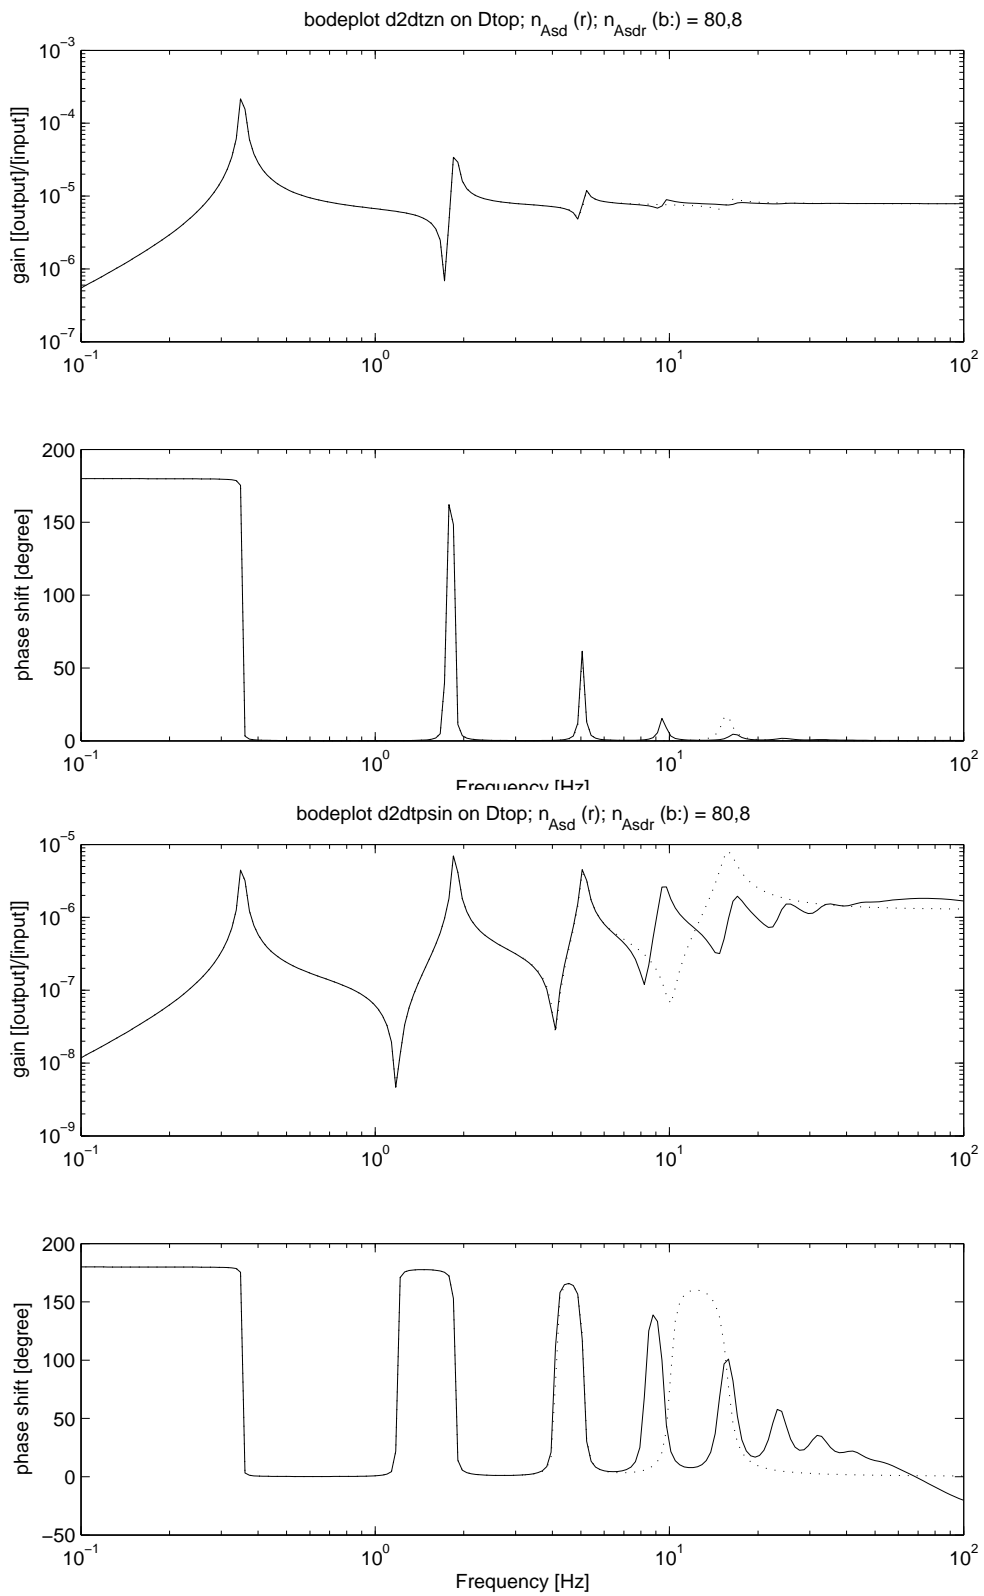 bodeplot d2dtzn on Dtop; n_Asd (r); n_Asdr (b:) = 80,8
gain [[output]/[input]]
10^−3
10^−4
10^−5
10^−6
10^−7
10^−1 10^0 10^1 10^2
phase shift [degree]
200
150
100
50
0
10^−1 10^0 10^1 10^2
Frequency [Hz]
bodeplot d2dtpsin on Dtop; n_Asd (r); n_Asdr (b:) = 80,8
gain [[output]/[input]]
10^−5
10^−6
10^−7
10^−8
10^−9
10^−1 10^0 10^1 10^2
phase shift [degree]
200
150
100
50
0
−50
10^−1 10^0 10^1 10^2
Frequency [Hz]